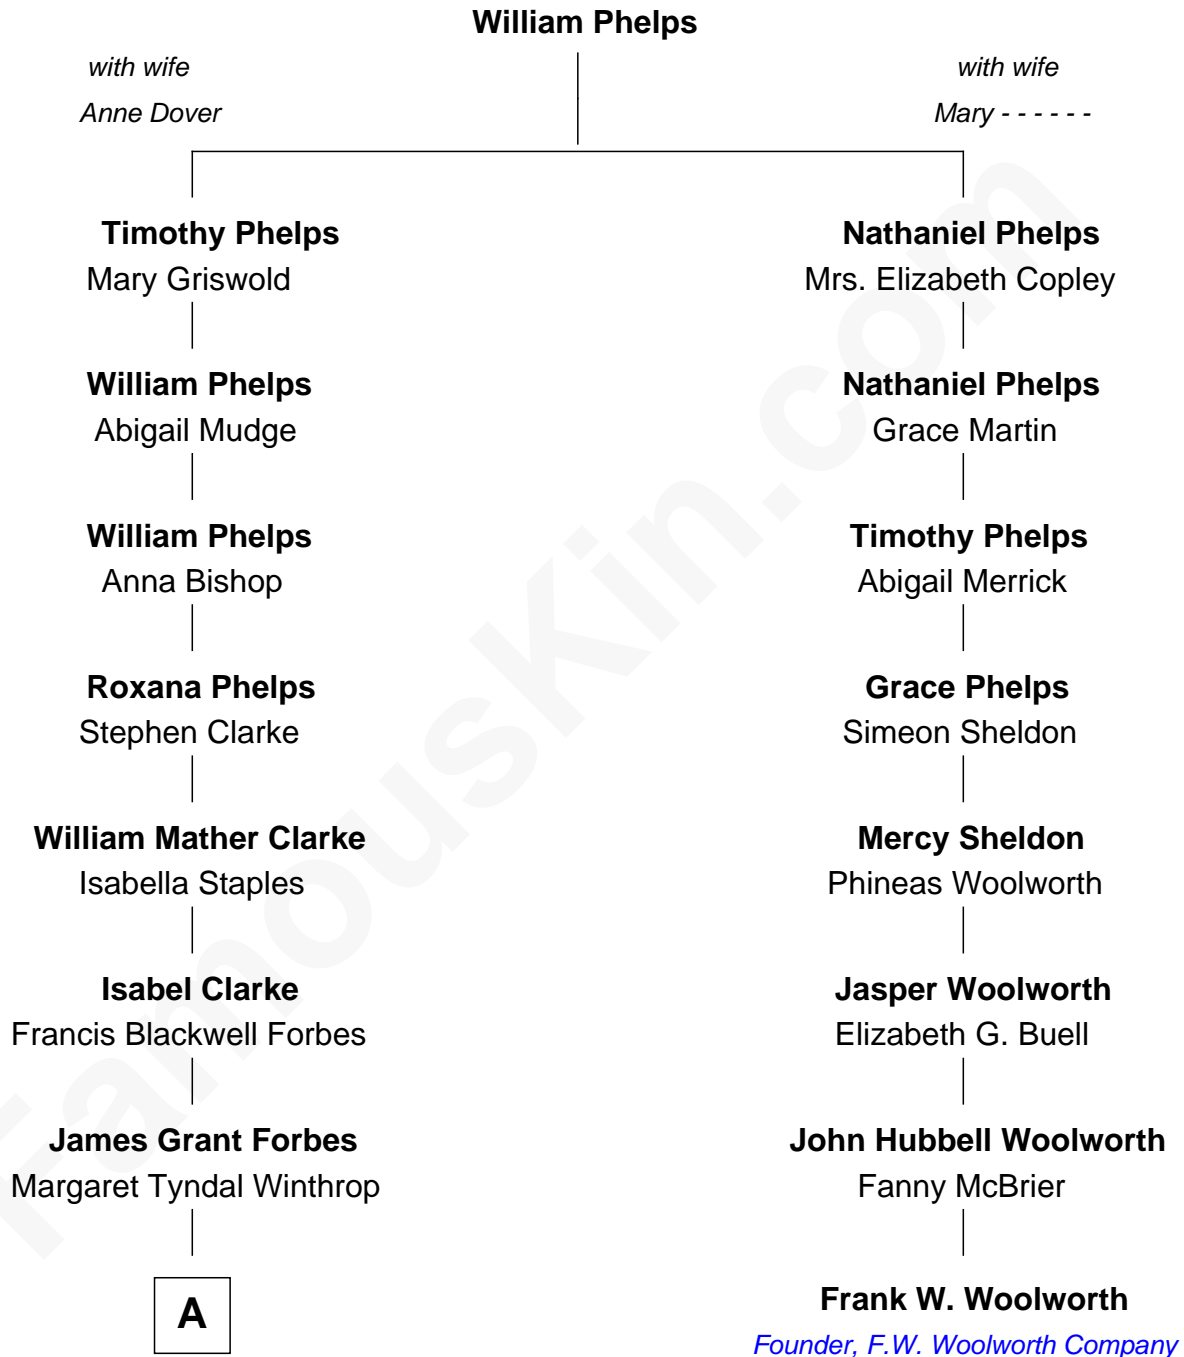 William Phelps
with wife
with wife
Anne Dover
Mary - - - - - -
Timothy Phelps
Nathaniel Phelps
Mary Griswold
Mrs. Elizabeth Copley
William Phelps
Nathaniel Phelps
Abigail Mudge
Grace Martin
William Phelps
Timothy Phelps
Anna Bishop
Abigail Merrick
Roxana Phelps
Grace Phelps
Stephen Clarke
Simeon Sheldon
William Mather Clarke
Mercy Sheldon
Isabella Staples
Phineas Woolworth
Isabel Clarke
Jasper Woolworth
Francis Blackwell Forbes
Elizabeth G. Buell
James Grant Forbes
John Hubbell Woolworth
Margaret Tyndal Winthrop
Fanny McBrier
A
Frank W. Woolworth
Founder, F.W. Woolworth Company
FamousKin.com